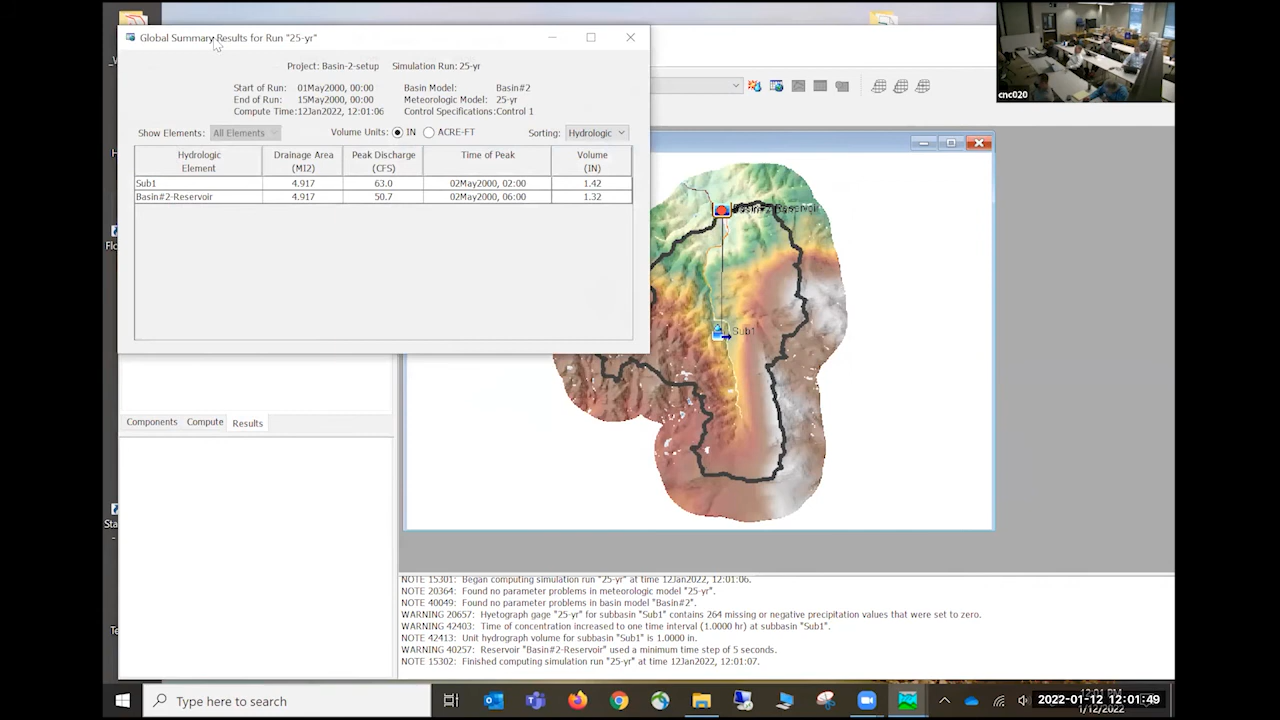 Global Summary Results for Run "25-yr"
Project: Basin-2-setup Simulation Run: 25-yr
Start of Run: 01May2000, 00:00 Basin Model: Basin#2
End of Run: 15May2000, 00:00 Meteorologic Model: 25-yr
Compute Time:12Jan2022, 12:01:06 Control Specifications:Control 1
Show Elements: All Elements Volume Units: IN ACRE-FT Sorting: Hydrologic
Hydrologic Element Drainage Area (MI2) Peak Discharge (CFS) Time of Peak Volume (IN)
Sub1 4.917 63.0 02May2000, 02:00 1.42
Basin#2-Reservoir 4.917 50.7 02May2000, 06:00 1.32
cnc020
Sub1
Components Compute Results
NOTE 15301: Began computing simulation run "25-yr" at time 12Jan2022, 12:01:06.
NOTE 20364: Found no parameter problems in meteorologic model "25-yr".
NOTE 40049: Found no parameter problems in basin model "Basin#2".
WARNING 20657: Hyetograph gage "25-yr" for subbasin "Sub1" contains 264 missing or negative precipitation values that were set to zero.
WARNING 42403: Time of concentration increased to one time interval (1.0000 hr) at subbasin "Sub1".
NOTE 42413: Unit hydrograph volume for subbasin "Sub1" is 1.0000 in.
WARNING 40257: Reservoir "Basin#2-Reservoir" used a minimum time step of 5 seconds.
NOTE 15302: Finished computing simulation run "25-yr" at time 12Jan2022, 12:01:07.
Type here to search
2022-01-12 12:01:49
1/12/2022